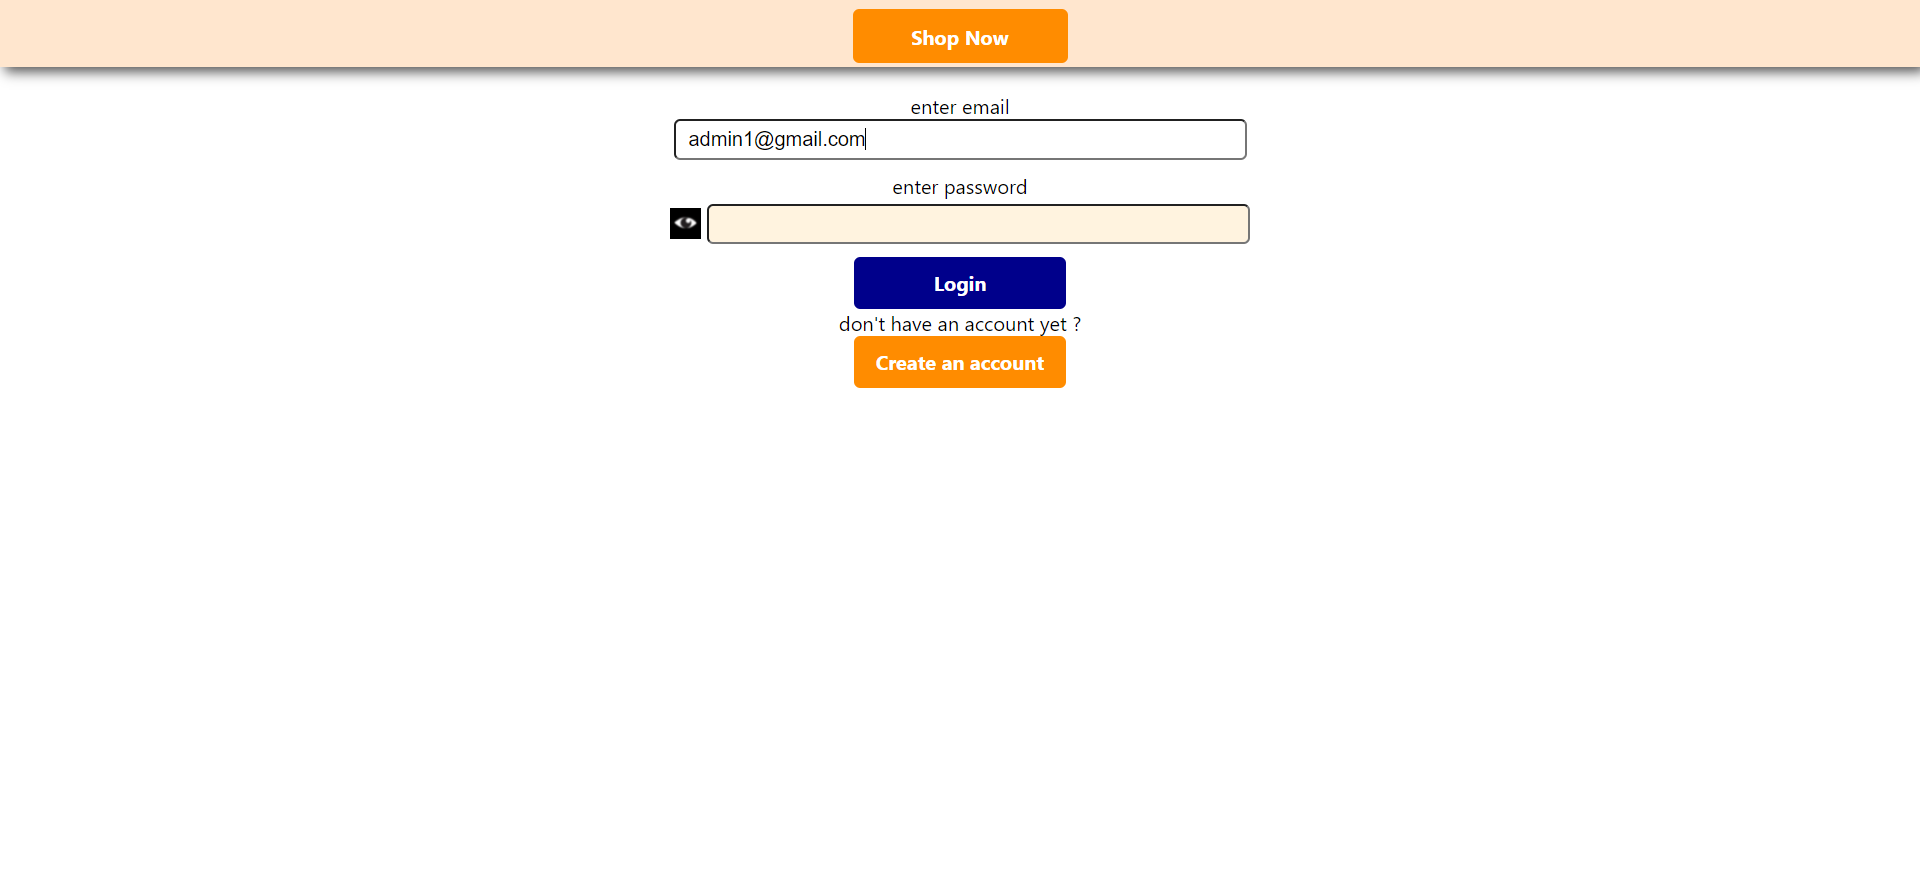 Shop Now
enter email
admin1@gmail.com
enter password
Login
don't have an account yet ?
Create an account